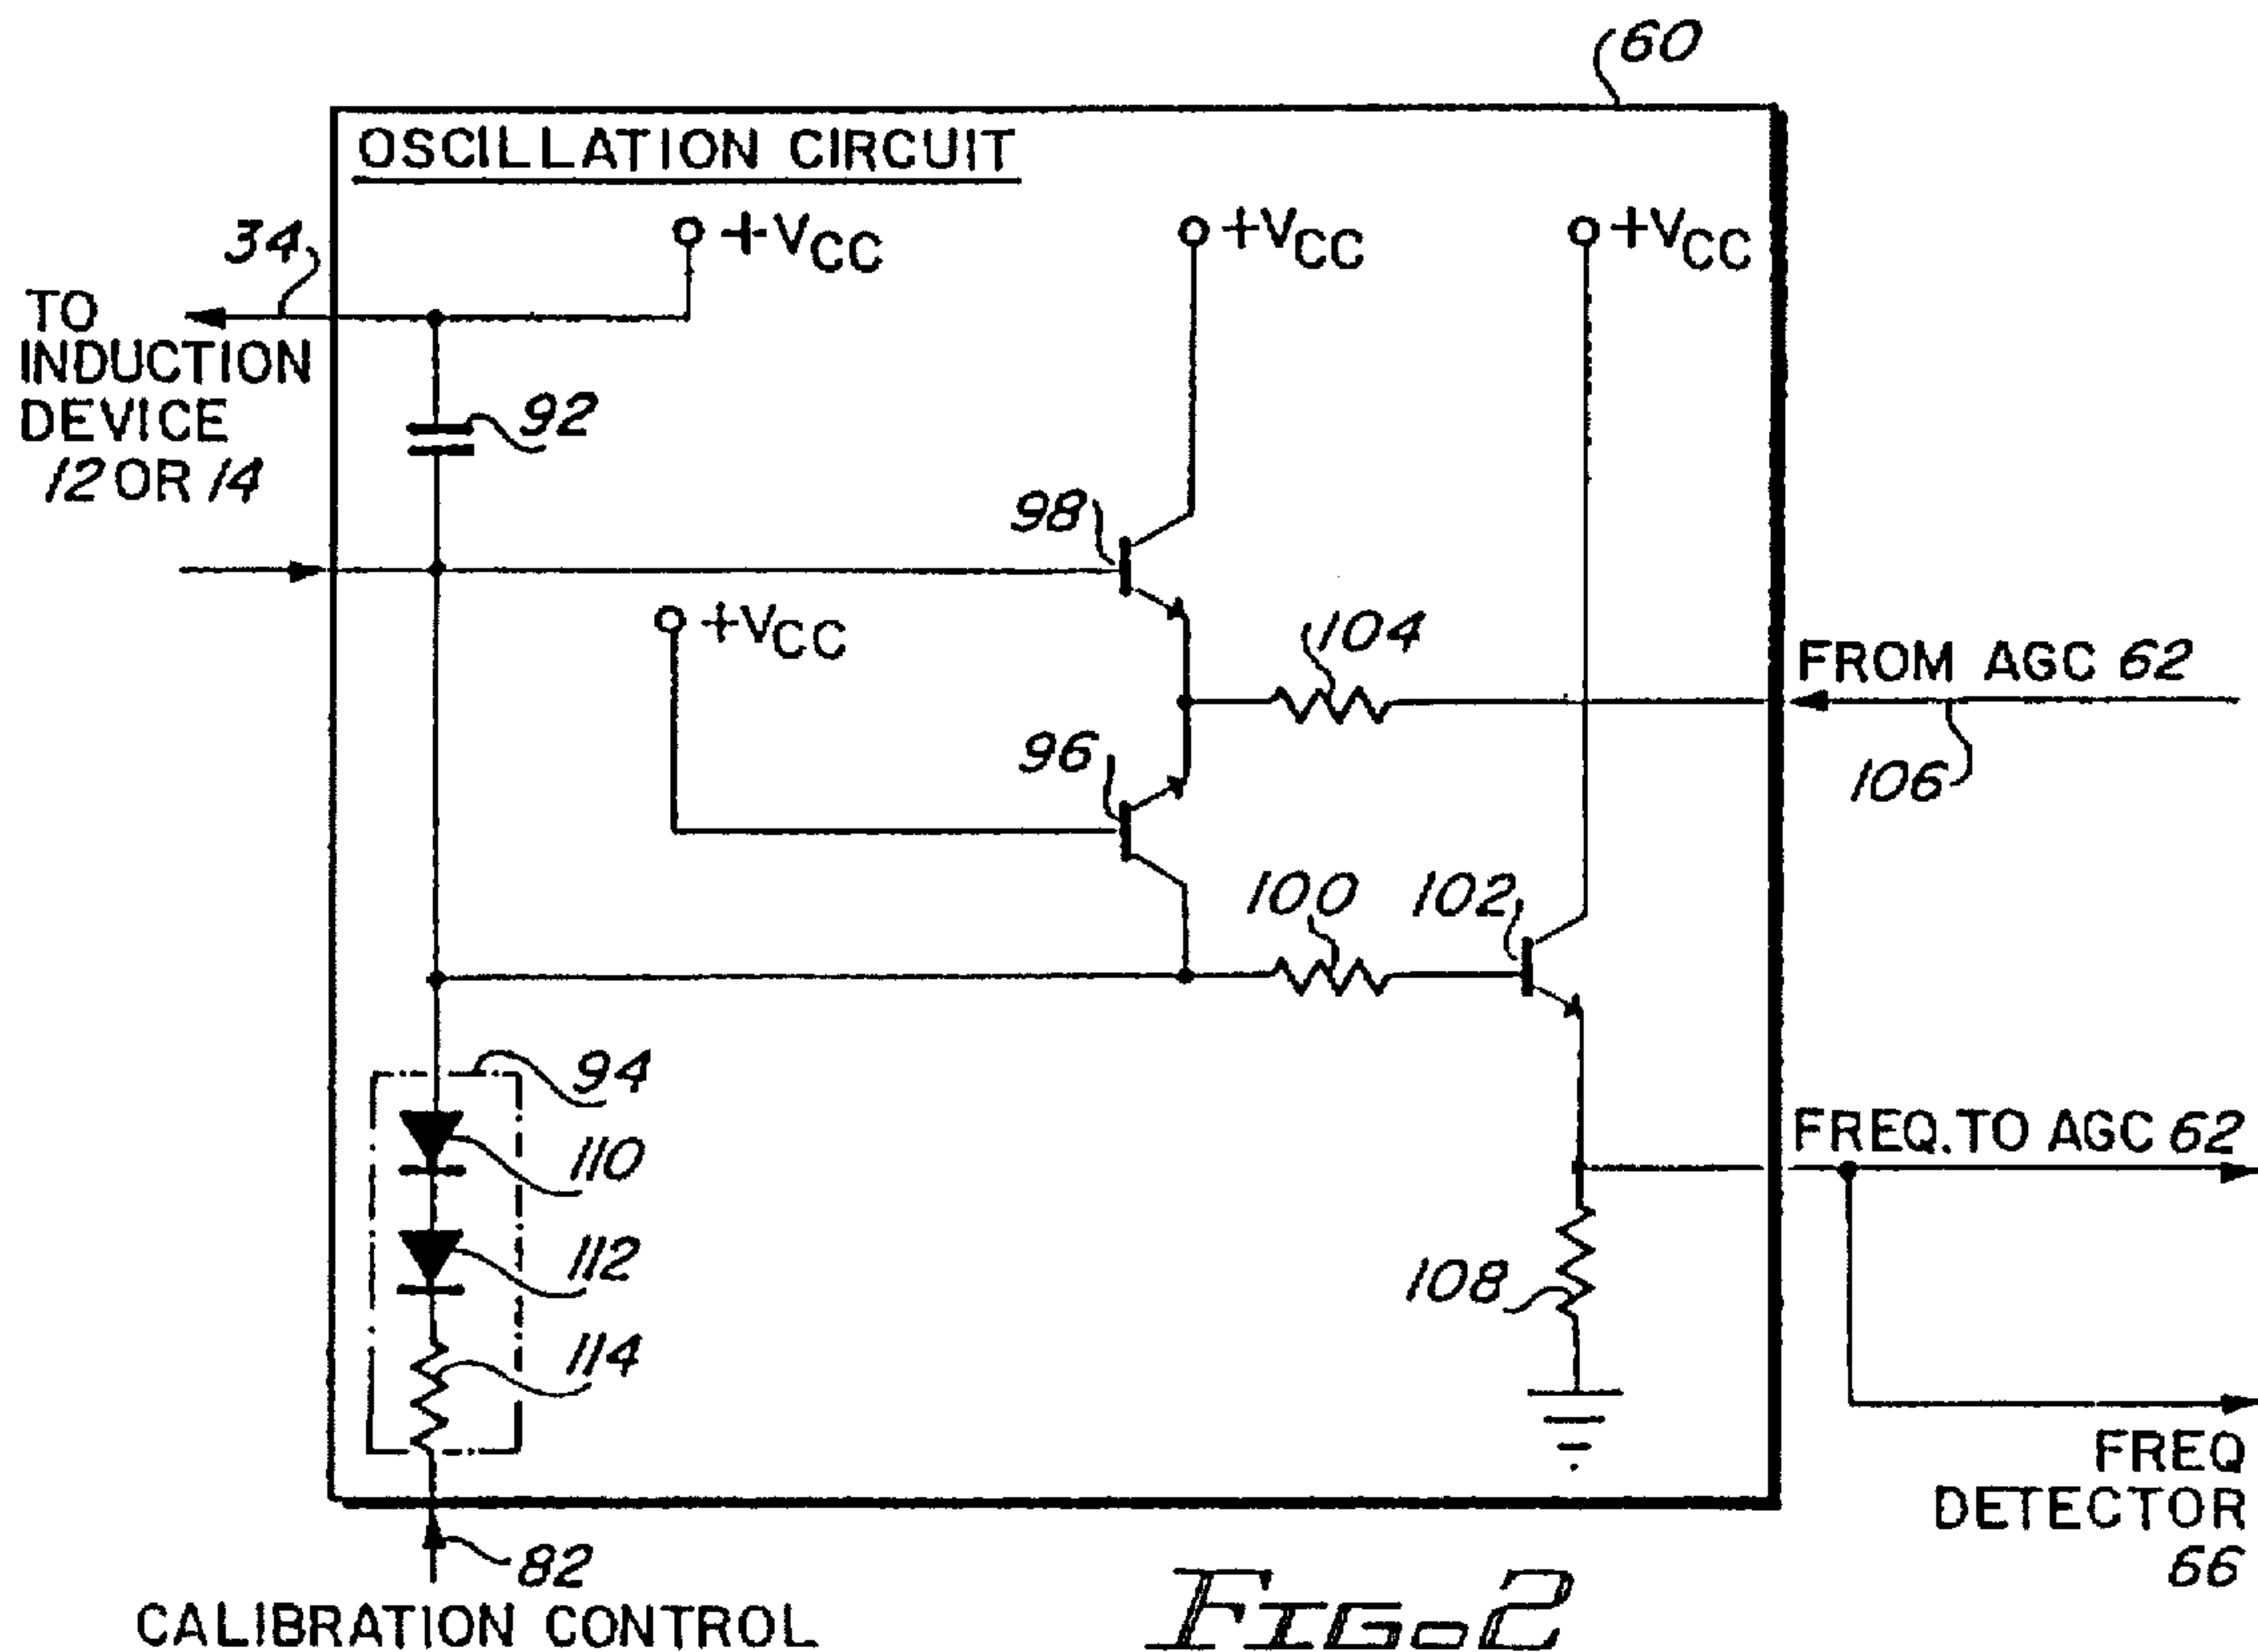 60
OSCILLATION CIRCUIT
34
+VCC
+VCC
+VCC
TO
INDUCTION
DEVICE
12 OR 14
92
98
+VCC
104
FROM AGC 62
96
106
100
102
94
110
FREQ. TO AGC 62
112
108
114
FREQ
DETECTOR
66
82
CALIBRATION CONTROL
FIG. 2